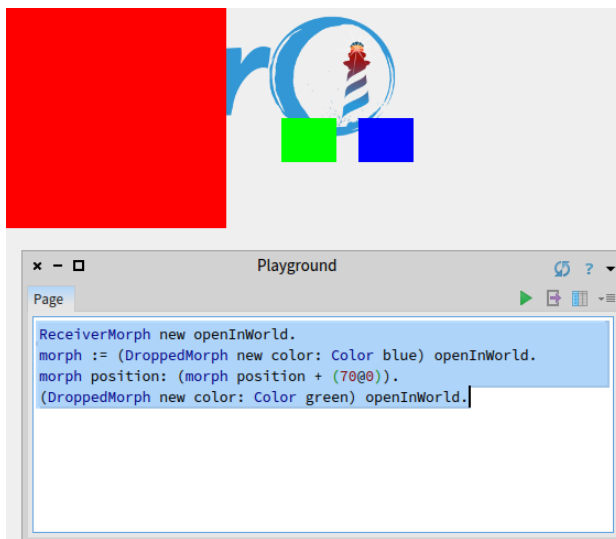 r
Playground
?
Page
ReceiverMorph new openInWorld.
morph := (DroppedMorph new color: Color blue) openInWorld.
morph position: (morph position + (70@0)).
(DroppedMorph new color: Color green) openInWorld.